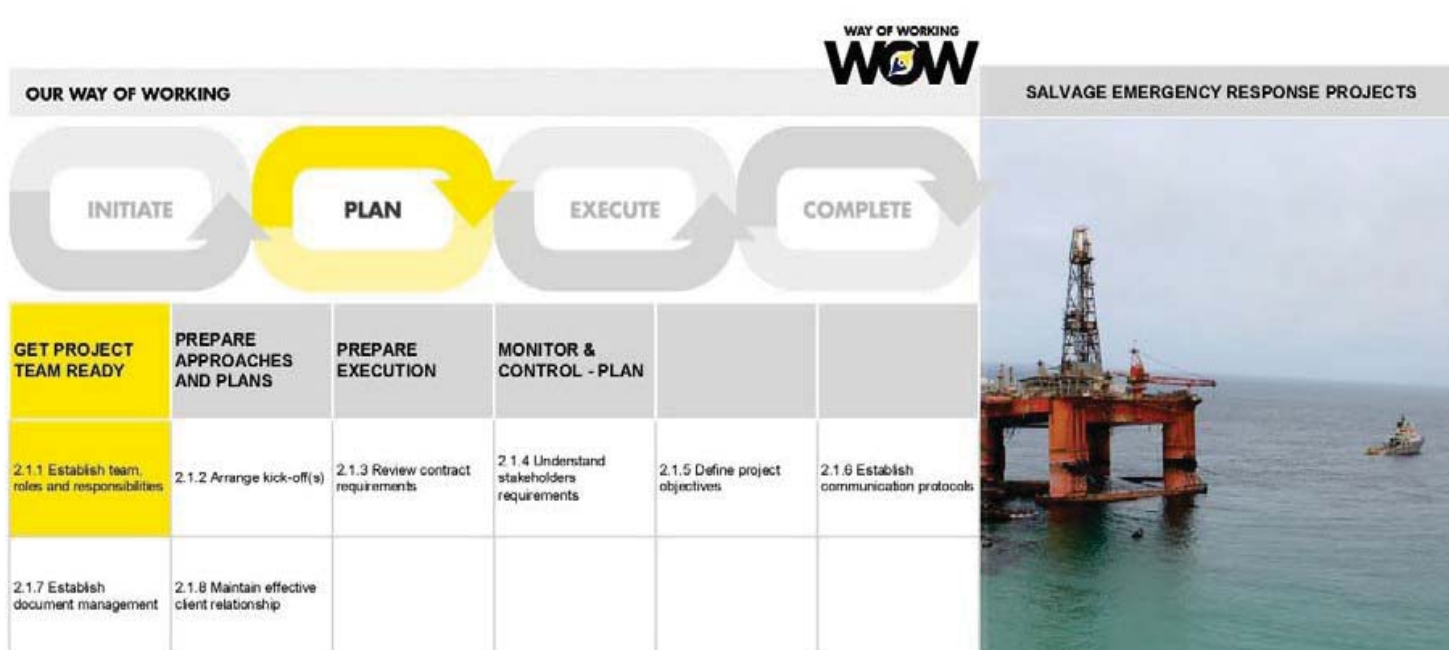 WAY OF WORKING
WOW
OUR WAY OF WORKING
SALVAGE EMERGENCY RESPONSE PROJECTS
INITIATE
PLAN
EXECUTE
COMPLETE
GET PROJECT
TEAM READY
PREPARE
APPROACHES
AND PLANS
PREPARE
EXECUTION
MONITOR &
CONTROL - PLAN
2.1.1 Establish team,
roles and responsibilities
2.1.2 Arrange kick-off(s)
2.1.3 Review contract
requirements
2.1.4 Understand
stakeholders
requirements
2.1.5 Define project
objectives
2.1.6 Establish
communication protocols
2.1.7 Establish
document management
2.1.8 Maintain effective
client relationship